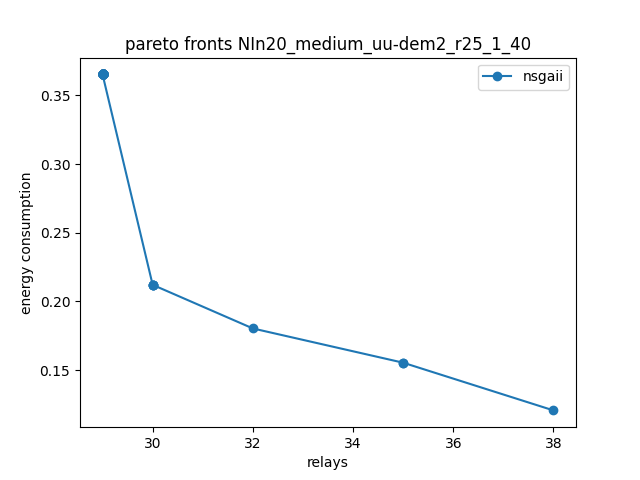 pareto fronts NIn20_medium_uu-dem2_r25_1_40
nsgaii
energy consumption
0.35
0.30
0.25
0.20
0.15
30
32
34
36
38
relays